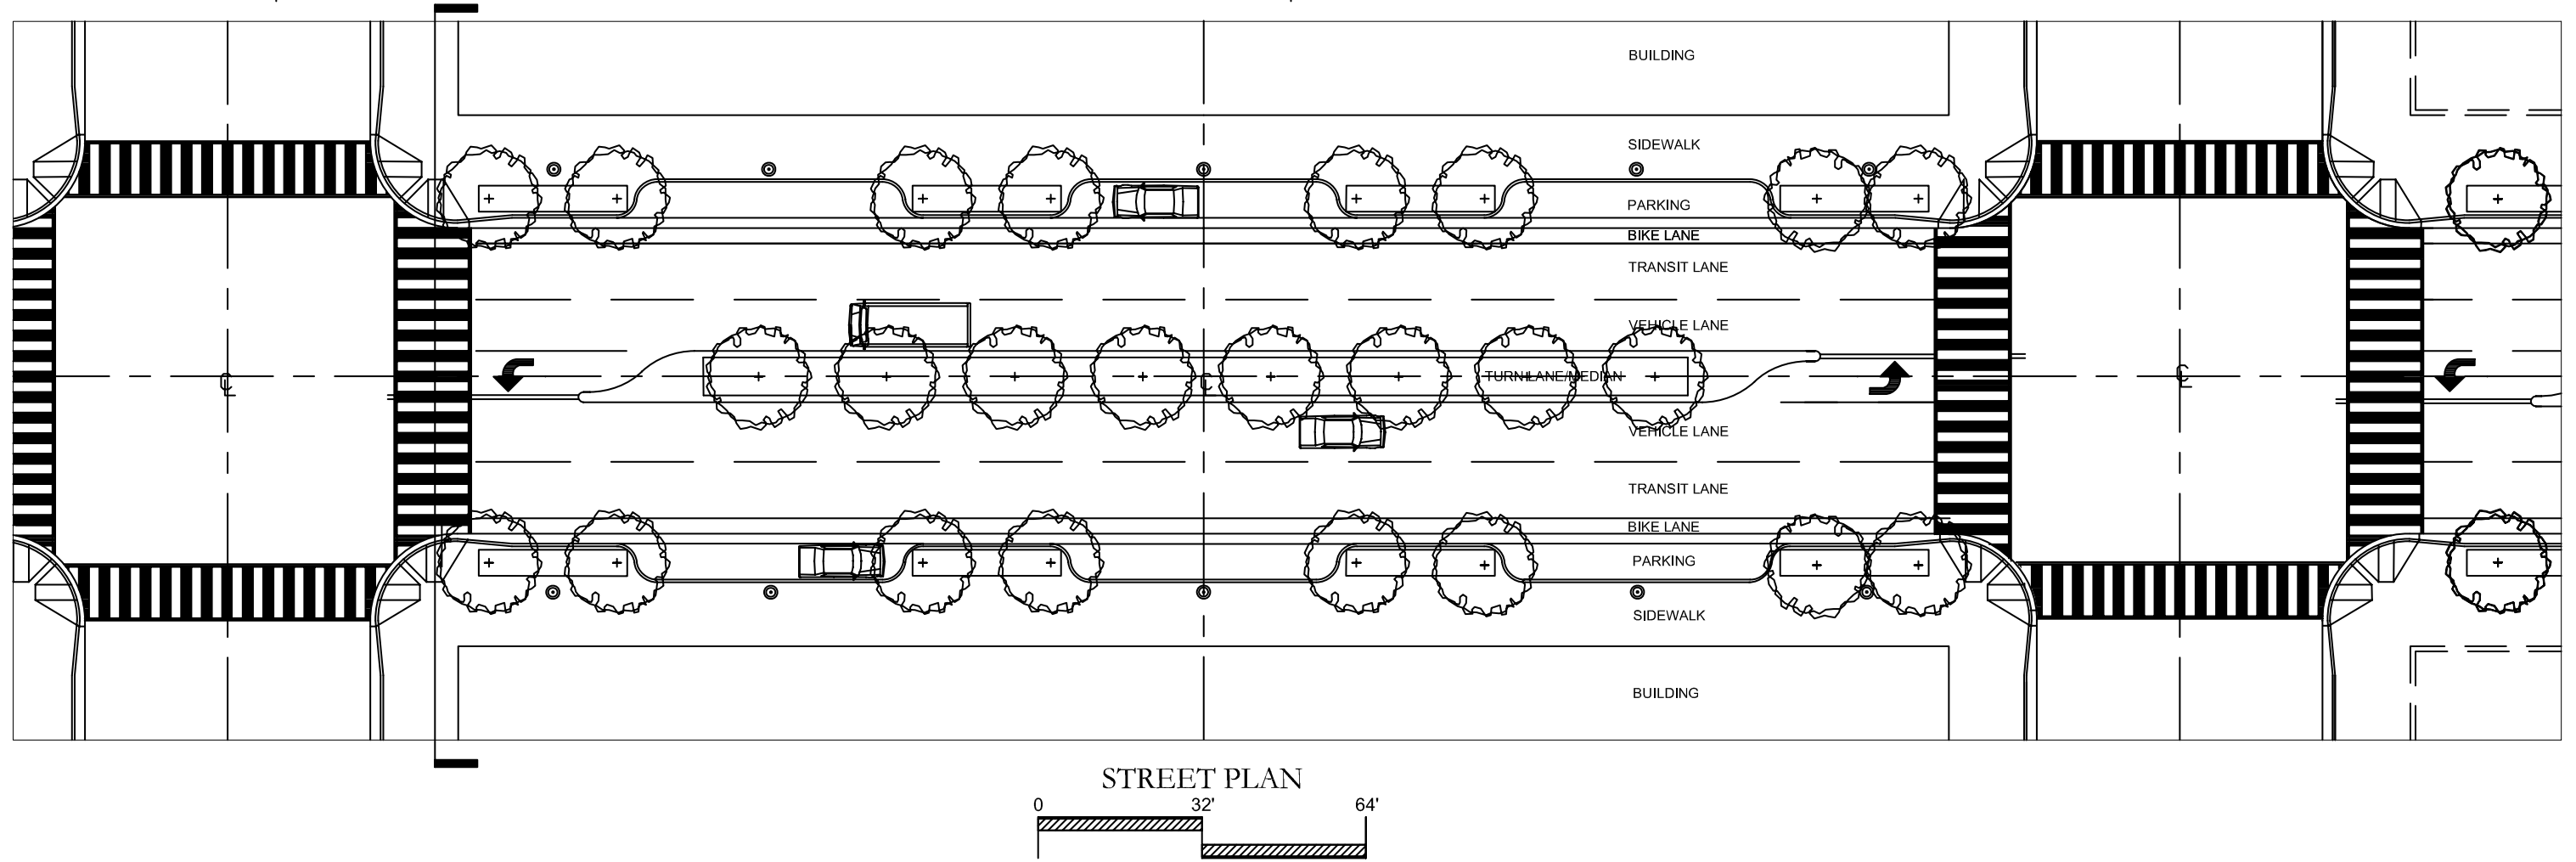 BUILDING
SIDEWALK
PARKING
BIKE LANE
TRANSIT LANE
VEHICLE LANE
TURN LANE/MEDIAN
VEHICLE LANE
TRANSIT LANE
BIKE LANE
PARKING
SIDEWALK
BUILDING
STREET PLAN
0 32' 64'